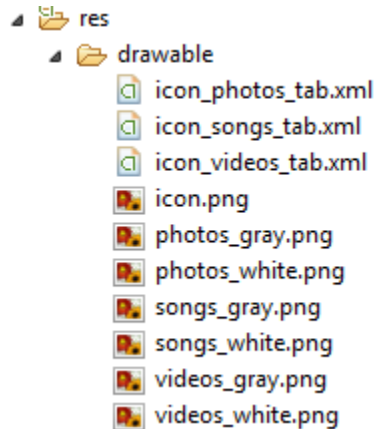 res
drawable
icon_photos_tab.xml
icon_songs_tab.xml
icon_videos_tab.xml
icon.png
photos_gray.png
photos_white.png
songs_gray.png
songs_white.png
videos_gray.png
videos_white.png